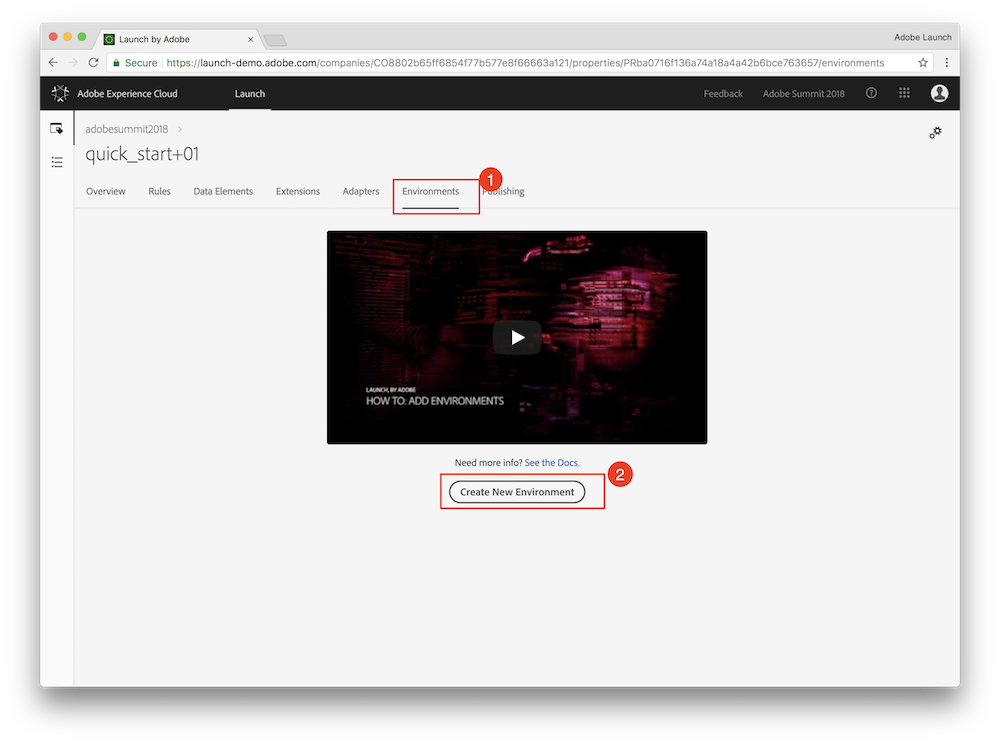 Launch by Adobe
Adobe Launch
Secure https://launch-demo.adobe.com/companies/CO8802b65ff6854f77b577e8f66663a121/properties/PRba0716f136a74a18a4a42b6bce763657/environments
Adobe Experience Cloud Launch Feedback Adobe Summit 2018
adobesummit2018
quick_start+01
1
Overview Rules Data Elements Extensions Adapters Environments Publishing
LAUNCH, BY ADOBE
HOW TO: ADD ENVIRONMENTS
Need more info? See the Docs.
2
Create New Environment